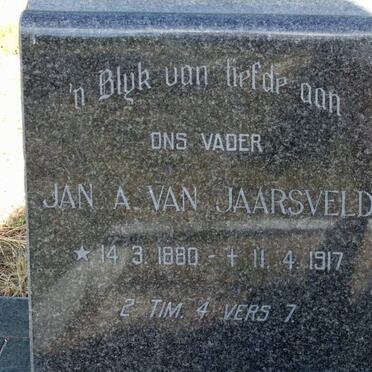 'n Blyk van liefde aan
ONS VADER
JAN A. VAN JAARSVELD
★ 14. 3. 1880 - † 11. 4. 1917
2 TIM. 4 VERS 7.